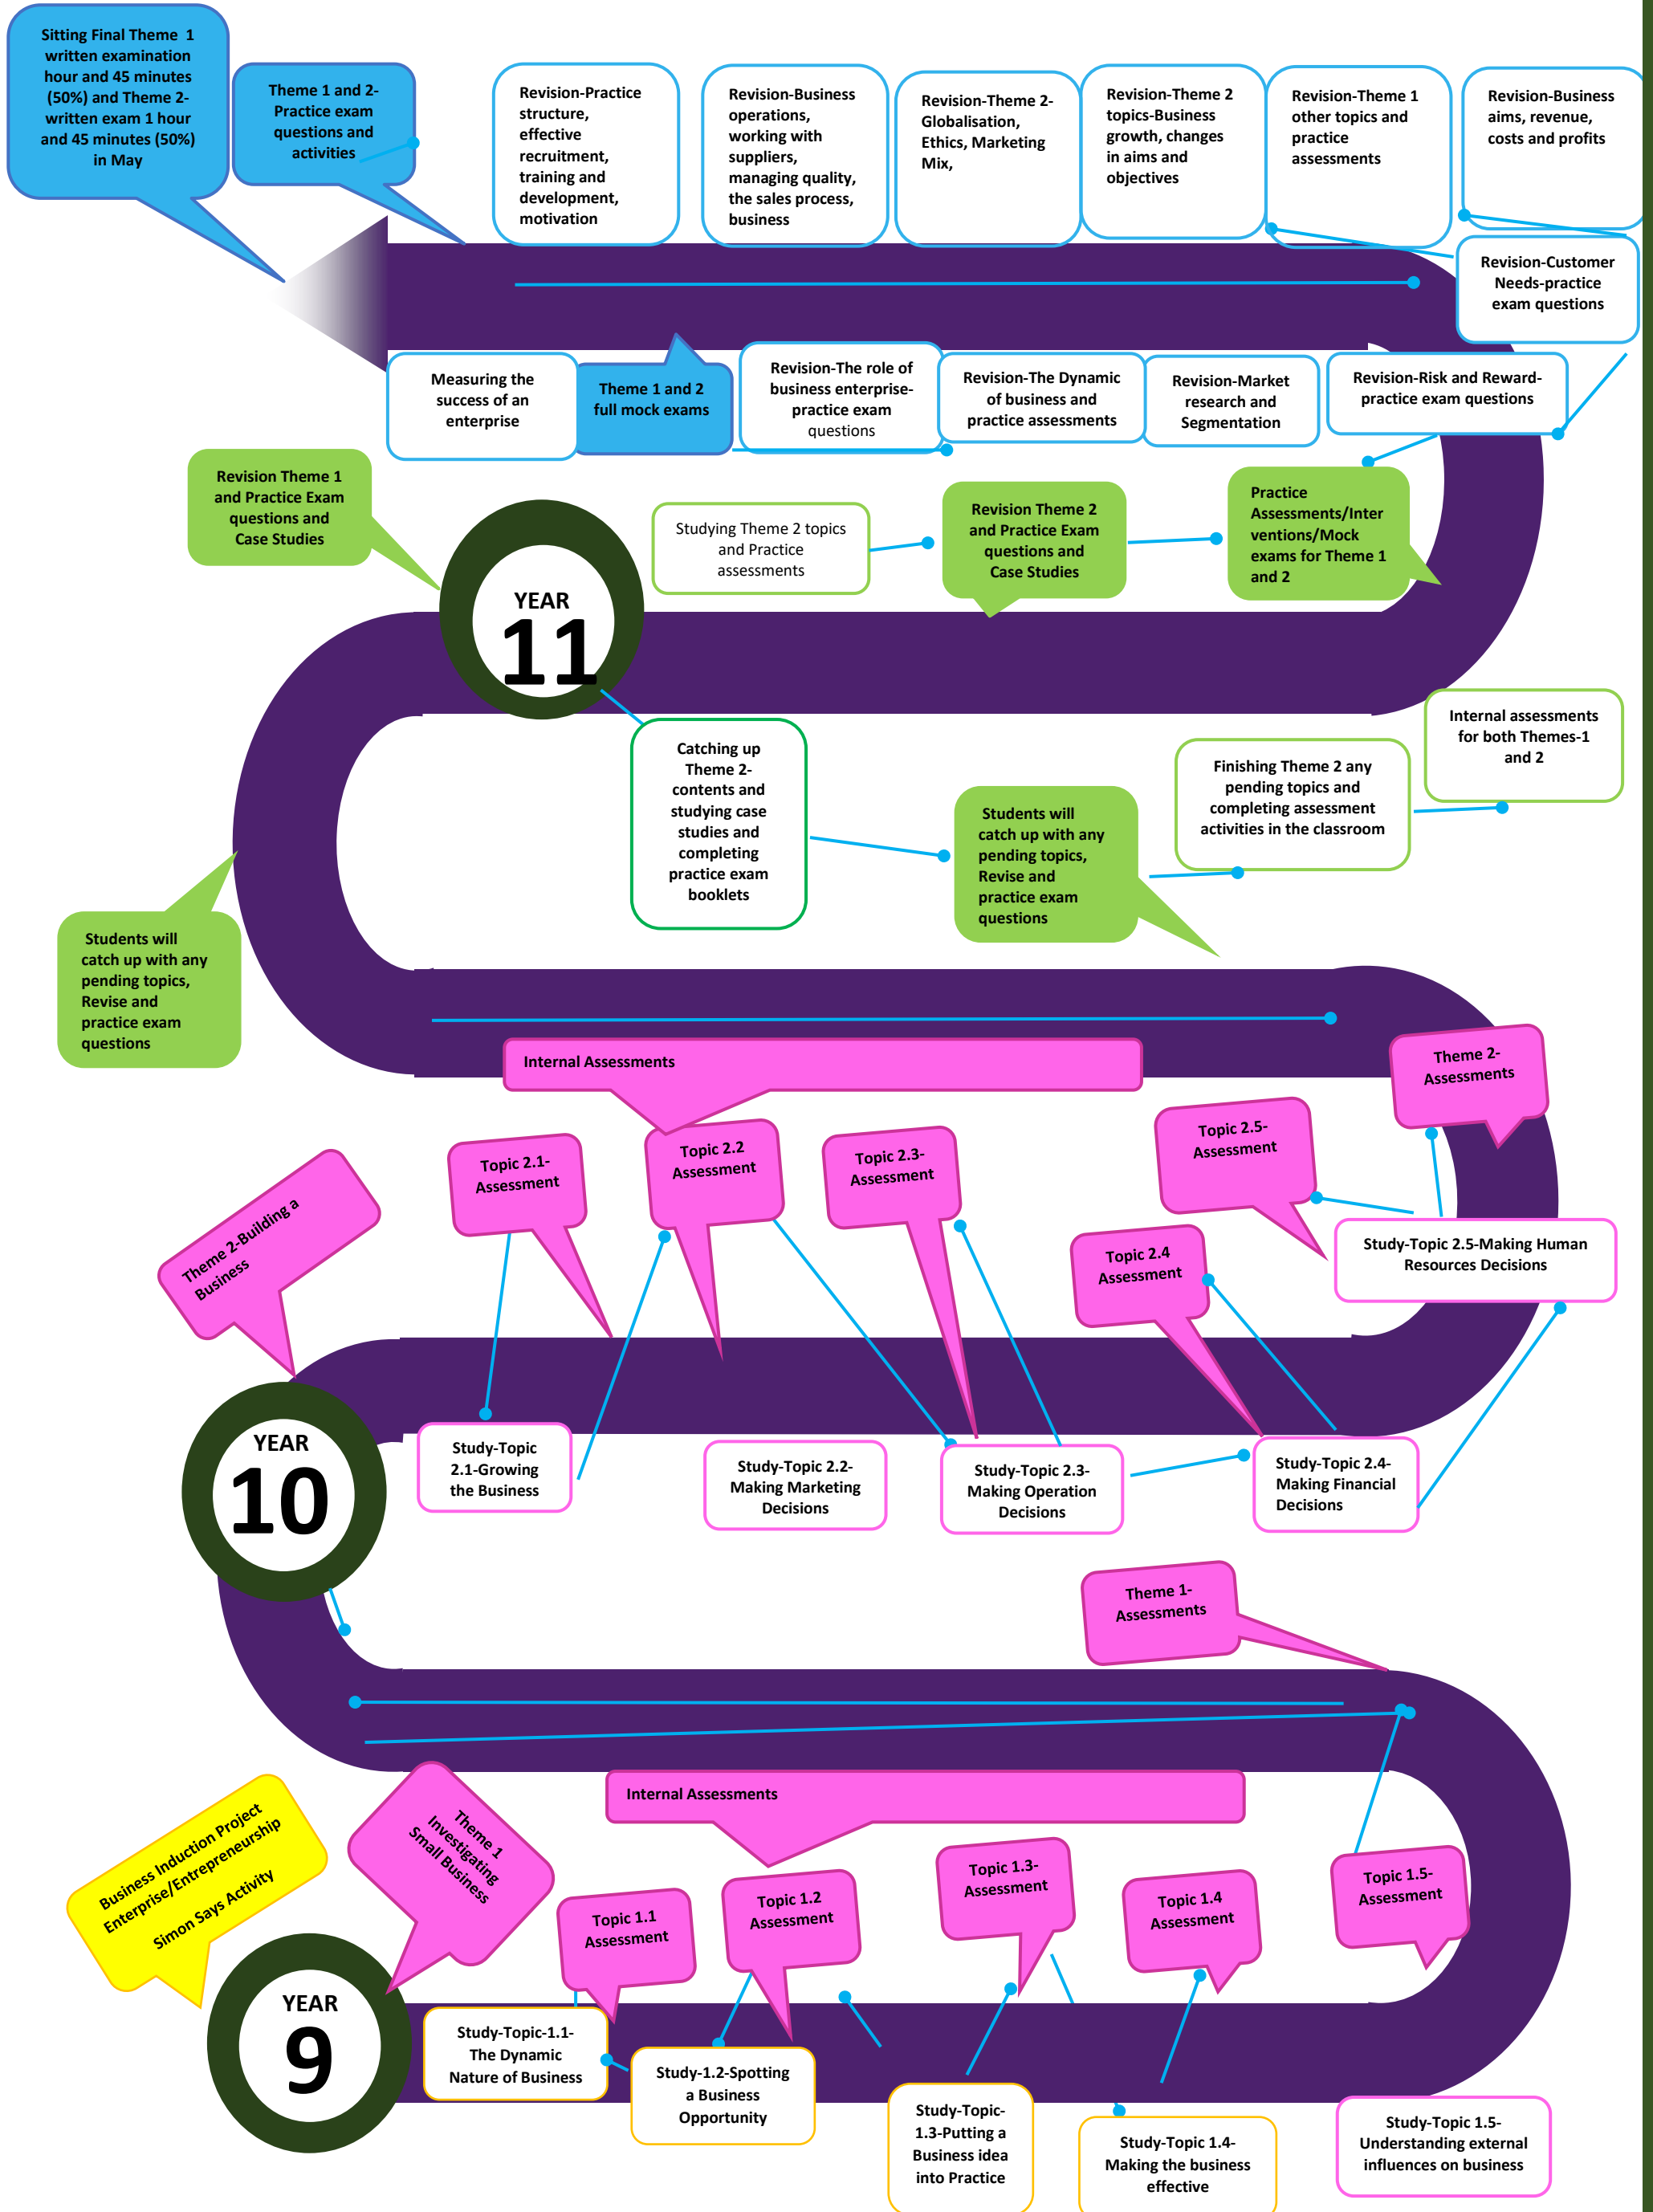 Sitting Final Theme 1
written examination
hour and 45 minutes
(50%) and Theme 2-
written exam 1 hour
and 45 minutes (50%)
in May
Theme 1 and 2-
Practice exam
questions and
activities
Revision-Practice
structure,
effective
recruitment,
training and
development,
motivation
Revision-Business
operations,
working with
suppliers,
managing quality,
the sales process,
business
Revision-Theme 2-
Globalisation,
Ethics, Marketing
Mix,
Revision-Theme 2
topics-Business
growth, changes
in aims and
objectives
Revision-Theme 1
other topics and
practice
assessments
Revision-Business
aims, revenue,
costs and profits
Revision-Customer
Needs-practice
exam questions
Measuring the
success of an
enterprise
Theme 1 and 2
full mock exams
Revision-The role of
business enterprise-
practice exam
questions
Revision-The Dynamic
of business and
practice assessments
Revision-Market
research and
Segmentation
Revision-Risk and Reward-
practice exam questions
Revision Theme 1
and Practice Exam
questions and
Case Studies
Studying Theme 2 topics
and Practice
assessments
Revision Theme 2
and Practice Exam
questions and
Case Studies
Practice
Assessments/Inter
ventions/Mock
exams for Theme 1
and 2
YEAR
11
Catching up
Theme 2-
contents and
studying case
studies and
completing
practice exam
booklets
Students will
catch up with any
pending topics,
Revise and
practice exam
questions
Finishing Theme 2 any
pending topics and
completing assessment
activities in the classroom
Internal assessments
for both Themes-1
and 2
Students will
catch up with any
pending topics,
Revise and
practice exam
questions
Internal Assessments
Theme 2-
Assessments
Theme 2-Building a
Business
Topic 2.1-
Assessment
Topic 2.2
Assessment
Topic 2.3-
Assessment
Topic 2.4
Assessment
Topic 2.5-
Assessment
Study-Topic 2.5-Making Human
Resources Decisions
YEAR
10
Study-Topic
2.1-Growing
the Business
Study-Topic 2.2-
Making Marketing
Decisions
Study-Topic 2.3-
Making Operation
Decisions
Study-Topic 2.4-
Making Financial
Decisions
Theme 1-
Assessments
Internal Assessments
Business Induction Project
Enterprise/Entrepreneurship
Simon Says Activity
Theme 1
Investigating
Small Business
Topic 1.1
Assessment
Topic 1.2
Assessment
Topic 1.3-
Assessment
Topic 1.4
Assessment
Topic 1.5-
Assessment
YEAR
9
Study-Topic-1.1-
The Dynamic
Nature of Business
Study-1.2-Spotting
a Business
Opportunity
Study-Topic-
1.3-Putting a
Business idea
into Practice
Study-Topic 1.4-
Making the business
effective
Study-Topic 1.5-
Understanding external
influences on business